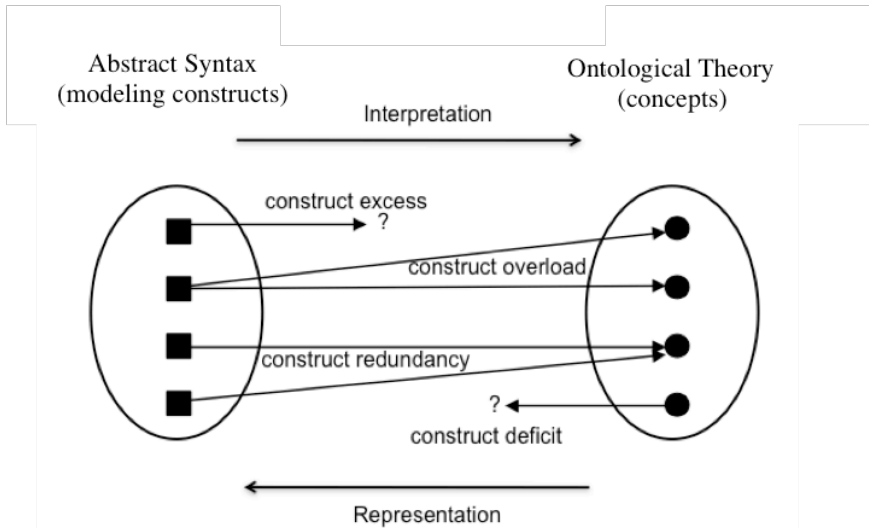 Abstract Syntax
(modeling constructs)
Ontological Theory
(concepts)
Interpretation
construct excess
?
construct overload
construct redundancy
?
construct deficit
Representation